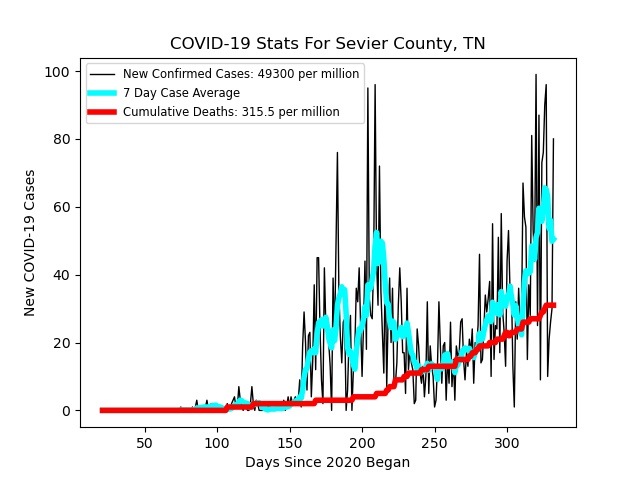 COVID-19 Stats For Sevier County, TN
New Confirmed Cases: 49300 per million
7 Day Case Average
Cumulative Deaths: 315.5 per million
New COVID-19 Cases
100
80
60
40
20
0
50 100 150 200 250 300
Days Since 2020 Began